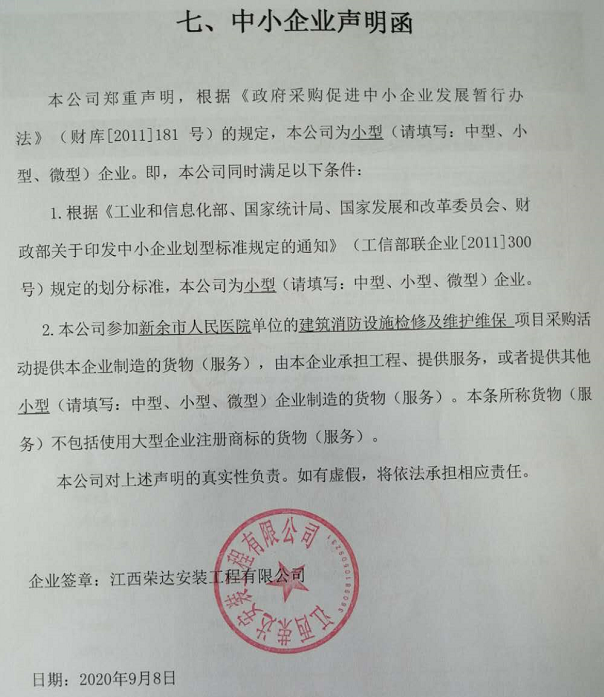 七、中小企业声明函
本公司郑重声明，根据《政府采购促进中小企业发展暂行办
法》（财库[2011]181 号）的规定，本公司为小型（请填写：中型、小
型、微型）企业。即，本公司同时满足以下条件：
1.根据《工业和信息化部、国家统计局、国家发展和改革委员会、财
政部关于印发中小企业划型标准规定的通知》（工信部联企业[2011]300
号）规定的划分标准，本公司为小型（请填写：中型、小型、微型）企业。
2.本公司参加新余市人民医院单位的建筑消防设施检修及维护维保 项目采购活
动提供本企业制造的货物（服务），由本企业承担工程、提供服务，或者提供其他
小型（请填写：中型、小型、微型）企业制造的货物（服务）。本条所称货物（服
务）不包括使用大型企业注册商标的货物（服务）。
本公司对上述声明的真实性负责。如有虚假，将依法承担相应责任。
江西荣达安装工程有限公司
企业签章：江西荣达安装工程有限公司
日期：2020年9月8日